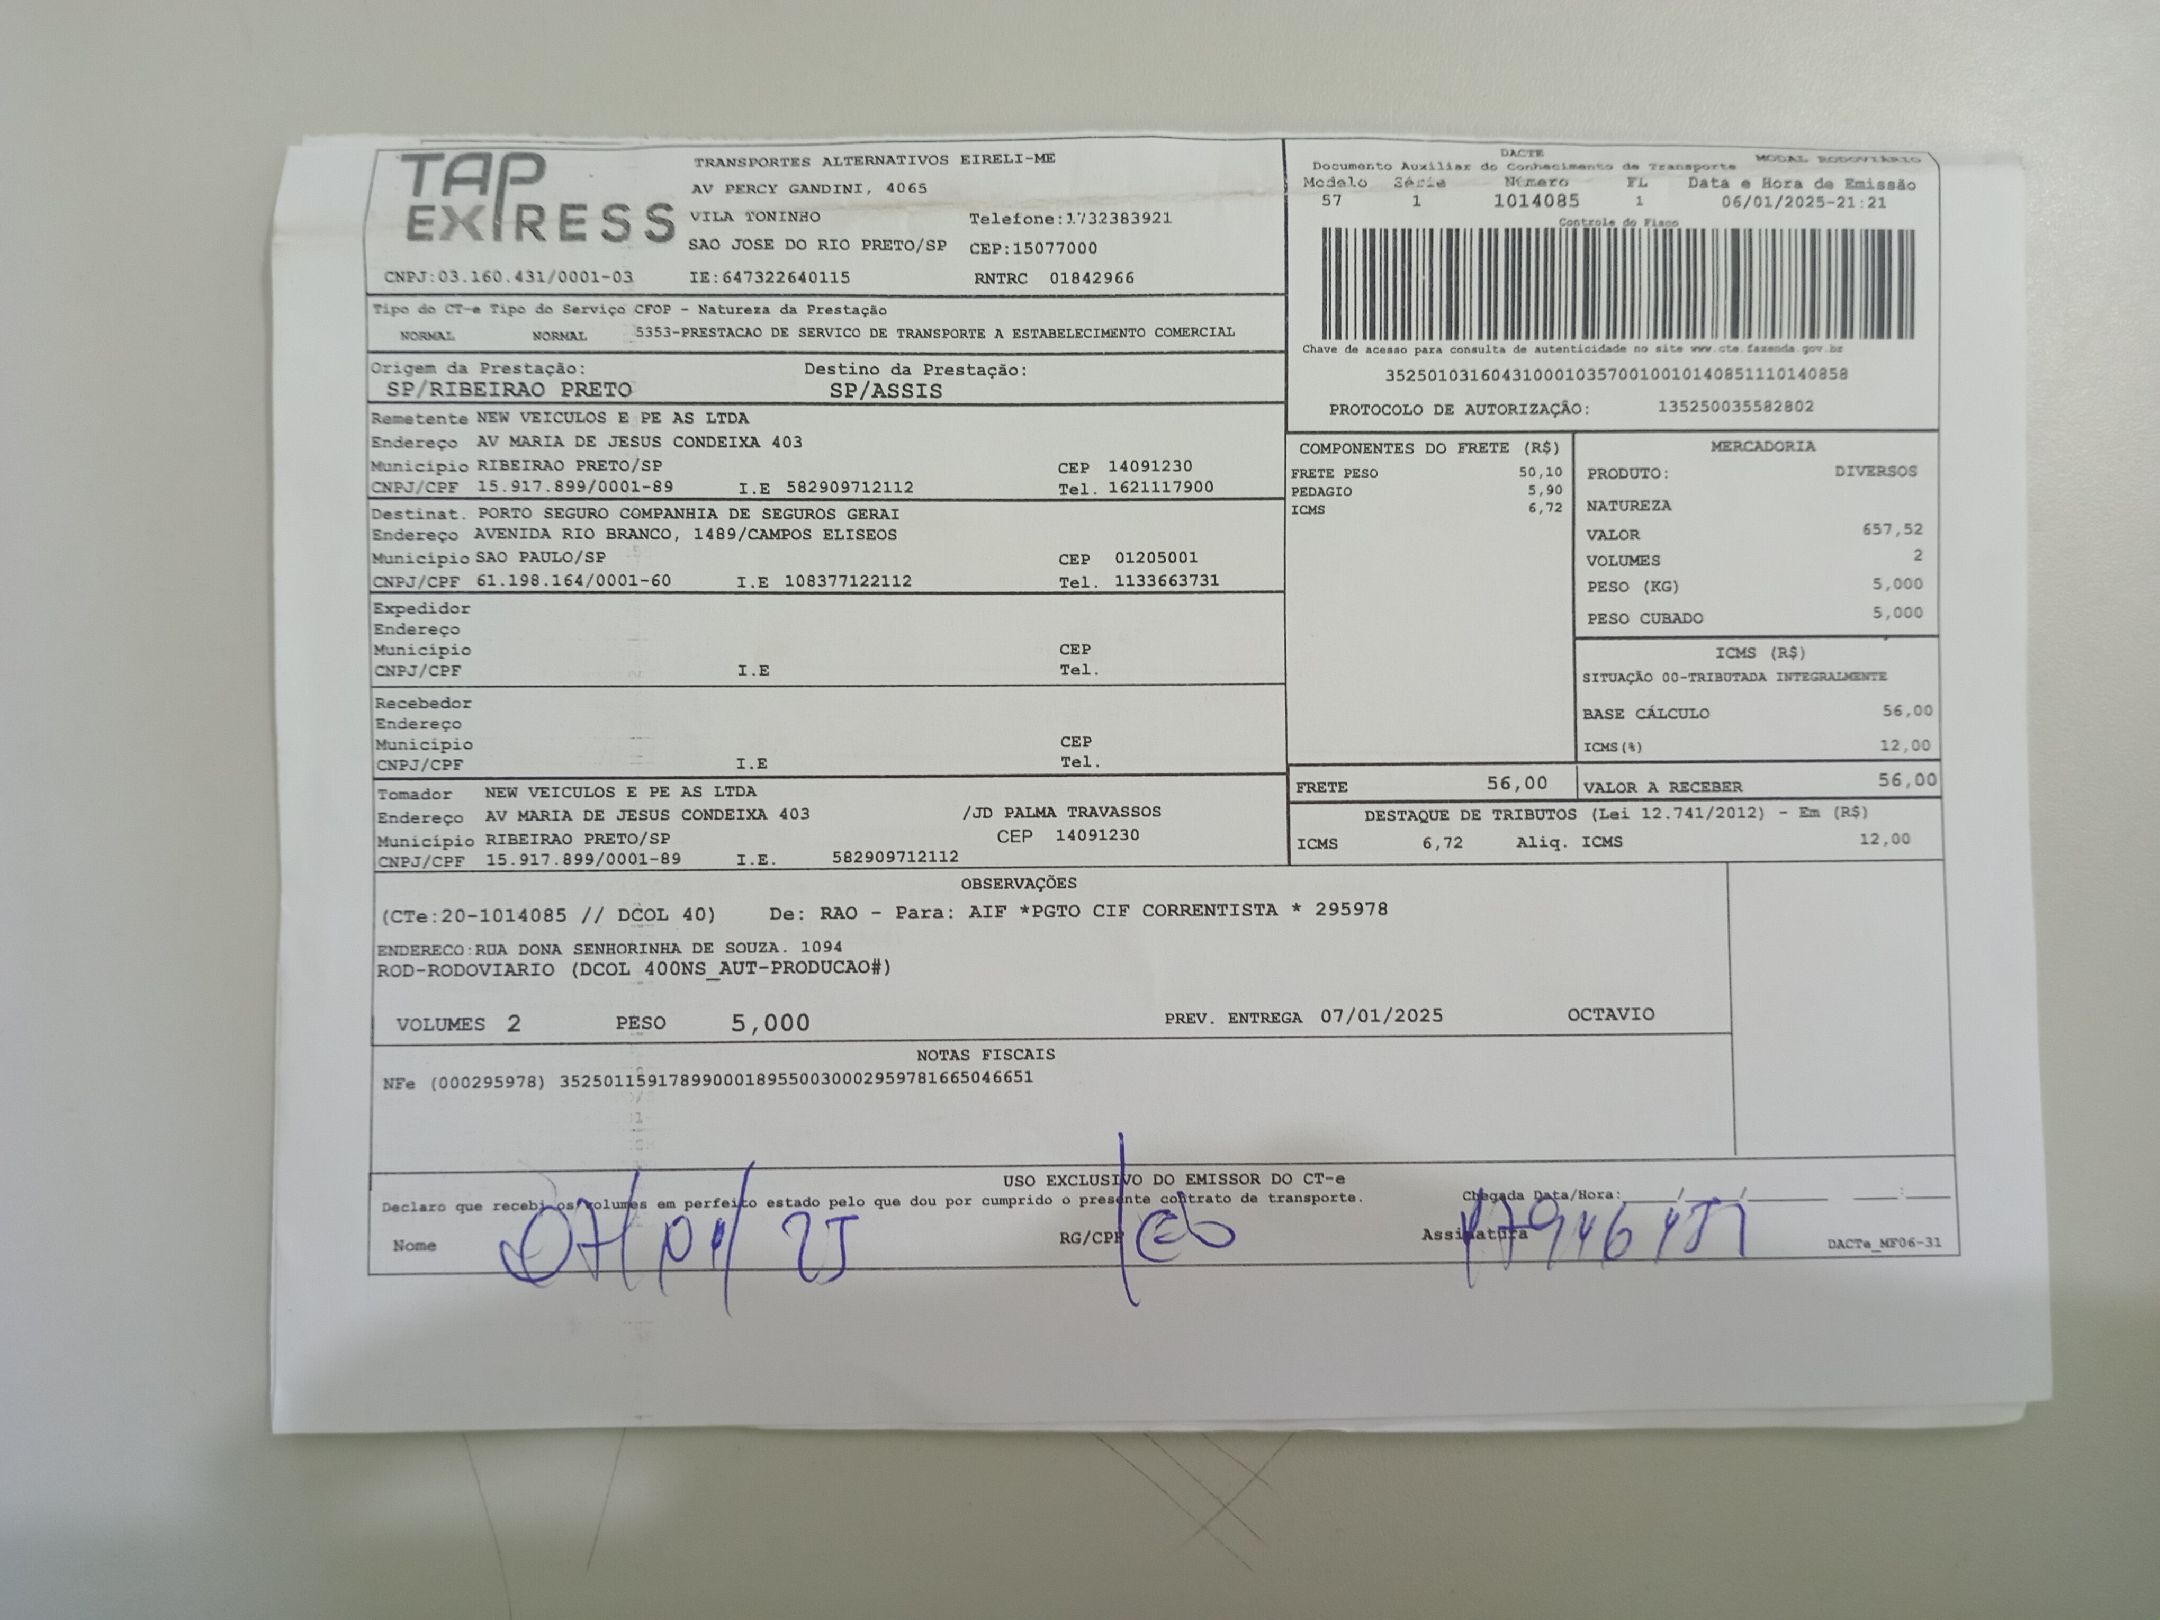 TAP EXPRESS
TRANSPORTES ALTERNATIVOS EIRELI-ME
AV PERCY GANDINI, 4065
VILA TONINHO Telefone:1732383921
SAO JOSE DO RIO PRETO/SP CEP:15077000
CNPJ:03.160.431/0001-03 IE:647322640115 RNTRC 01842966
DACTE MODAL RODOVIÁRIO
Documento Auxiliar do Conhecimento de Transporte
Modelo Série Número FL Data e Hora de Emissão
57 1 1014085 1 06/01/2025-21:21
Controle do Fisco
Chave de acesso para consulta de autenticidade no site www.cte.fazenda.gov.br
35250103160431000103570010010140851110140858
PROTOCOLO DE AUTORIZAÇÃO: 135250035582802
Tipo do CT-e Tipo do Serviço CFOP - Natureza da Prestação
NORMAL NORMAL 5353-PRESTACAO DE SERVICO DE TRANSPORTE A ESTABELECIMENTO COMERCIAL
Origem da Prestação: Destino da Prestação:
SP/RIBEIRAO PRETO SP/ASSIS
Remetente NEW VEICULOS E PE AS LTDA
Endereço AV MARIA DE JESUS CONDEIXA 403
Município RIBEIRAO PRETO/SP CEP 14091230
CNPJ/CPF 15.917.899/0001-89 I.E 582909712112 Tel. 1621117900
Destinat. PORTO SEGURO COMPANHIA DE SEGUROS GERAI
Endereço AVENIDA RIO BRANCO, 1489/CAMPOS ELISEOS
Município SAO PAULO/SP CEP 01205001
CNPJ/CPF 61.198.164/0001-60 I.E 108377122112 Tel. 1133663731
Expedidor
Endereço
Município CEP
CNPJ/CPF I.E Tel.
Recebedor
Endereço
Município CEP
CNPJ/CPF I.E Tel.
Tomador NEW VEICULOS E PE AS LTDA
Endereço AV MARIA DE JESUS CONDEIXA 403 /JD PALMA TRAVASSOS
Município RIBEIRAO PRETO/SP CEP 14091230
CNPJ/CPF 15.917.899/0001-89 I.E. 582909712112
COMPONENTES DO FRETE (R$)
FRETE PESO 50,10
PEDAGIO 5,90
ICMS 6,72
MERCADORIA
PRODUTO: DIVERSOS
NATUREZA
VALOR 657,52
VOLUMES 2
PESO (KG) 5,000
PESO CUBADO 5,000
ICMS (R$)
SITUAÇÃO 00-TRIBUTADA INTEGRALMENTE
BASE CÁLCULO 56,00
ICMS(%) 12,00
FRETE 56,00 VALOR A RECEBER 56,00
DESTAQUE DE TRIBUTOS (Lei 12.741/2012) - Em (R$)
ICMS 6,72 Aliq. ICMS 12,00
OBSERVAÇÕES
(CTe:20-1014085 // DCOL 40) De: RAO - Para: AIF *PGTO CIF CORRENTISTA * 295978
ENDERECO:RUA DONA SENHORINHA DE SOUZA. 1094
ROD-RODOVIARIO (DCOL 400NS_AUT-PRODUCAO#)
VOLUMES 2 PESO 5,000 PREV. ENTREGA 07/01/2025 OCTAVIO
NOTAS FISCAIS
NFe (000295978) 35250115917899000189550030002959781665046651
USO EXCLUSIVO DO EMISSOR DO CT-e
Declaro que recebi os volumes em perfeito estado pelo que dou por cumprido o presente contrato de transporte. Chegada Data/Hora:____/____/______ ___:___
Nome 07/01/25 RG/CPF Assinatura DACTe_MF06-31